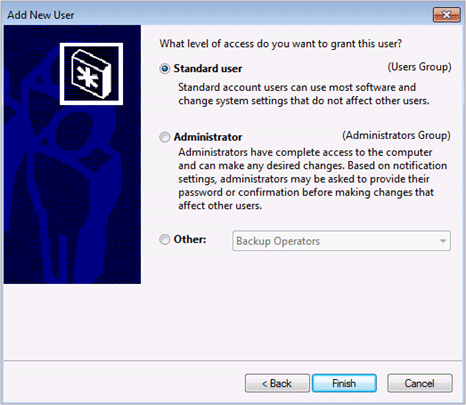 Add New User
What level of access do you want to grant this user?
Standard user (Users Group)
Standard account users can use most software and
change system settings that do not affect other users.
Administrator (Administrators Group)
Administrators have complete access to the computer
and can make any desired changes. Based on notification
settings, administrators may be asked to provide their
password or confirmation before making changes that
affect other users.
Other: Backup Operators
< Back Finish Cancel